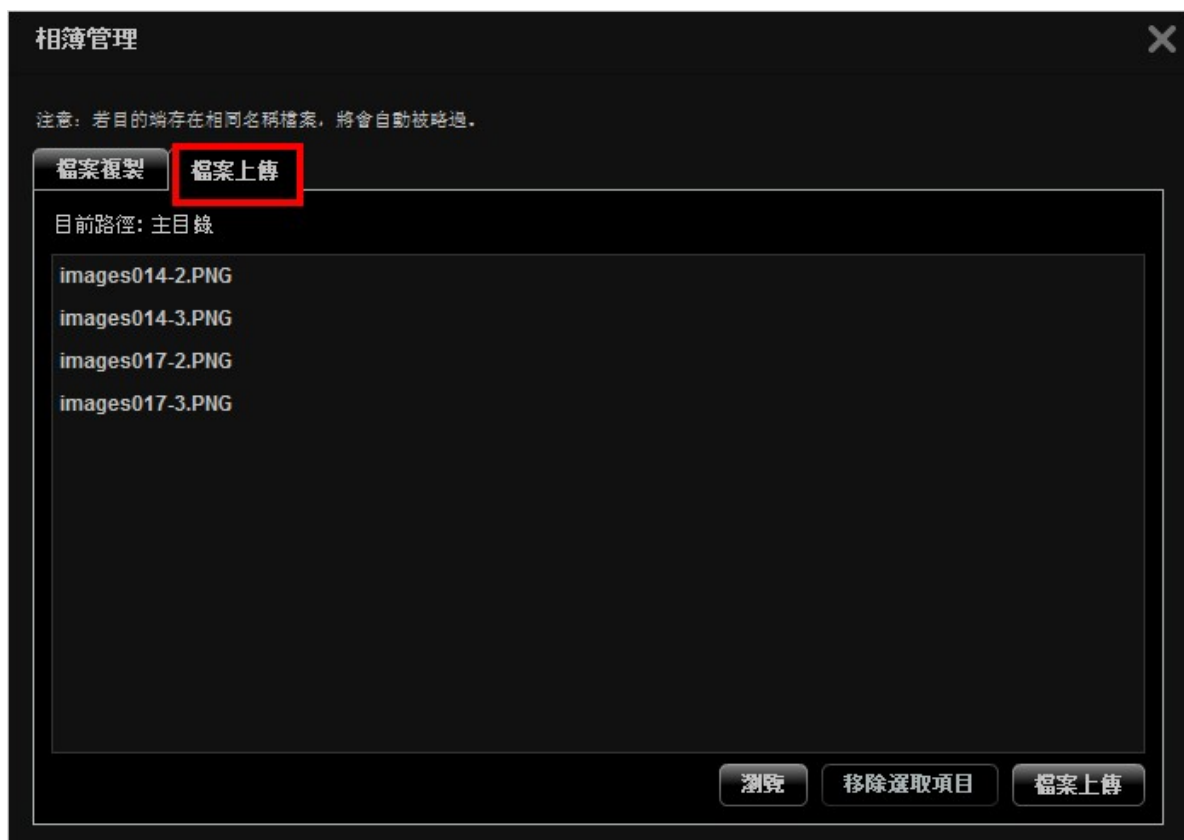 相簿管理
注意：若目的端存在相同名稱檔案，將會自動被略過。
檔案複製 檔案上傳
目前路徑: 主目錄
images014-2.PNG
images014-3.PNG
images017-2.PNG
images017-3.PNG
瀏覽 移除選取項目 檔案上傳